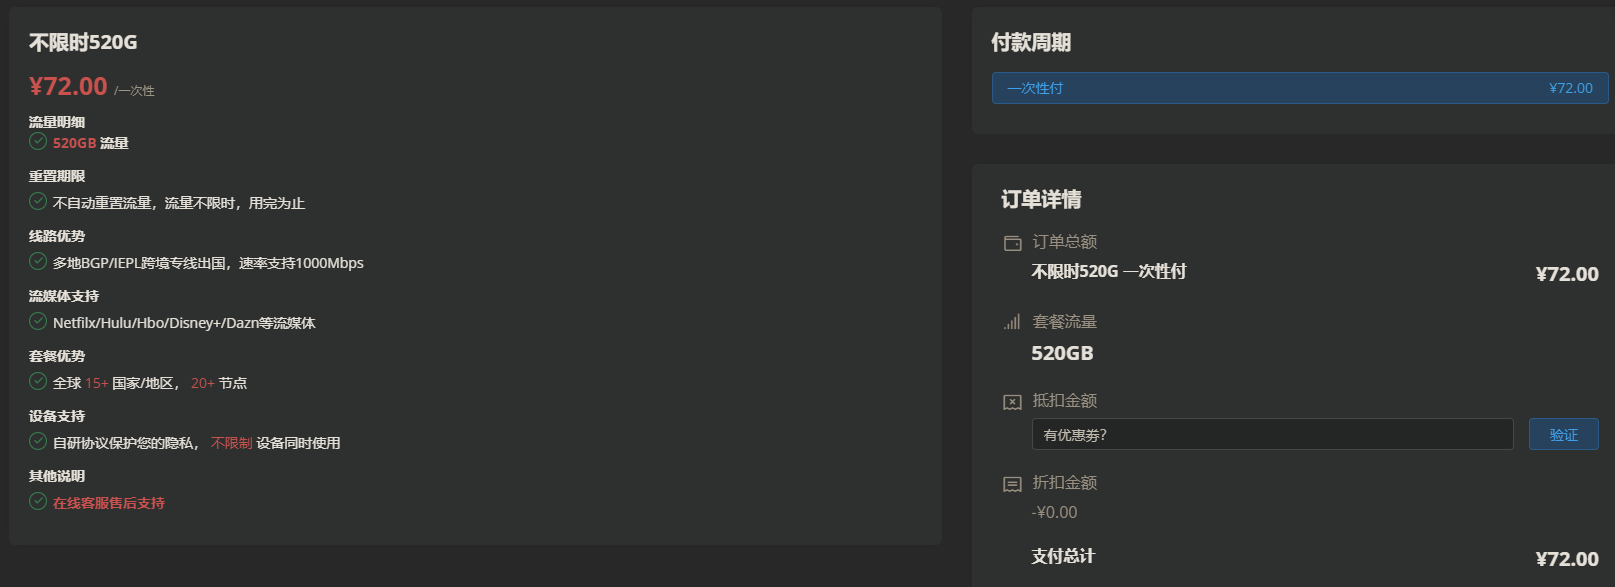 不限时520G
¥72.00 /一次性
流量明细
520GB 流量
重置期限
不自动重置流量，流量不限时，用完为止
线路优势
多地BGP/IEPL跨境专线出国，速率支持1000Mbps
流媒体支持
Netfilx/Hulu/Hbo/Disney+/Dazn等流媒体
套餐优势
全球 15+ 国家/地区， 20+ 节点
设备支持
自研协议保护您的隐私， 不限制 设备同时使用
其他说明
在线客服售后支持
付款周期
一次性付 ¥72.00
订单详情
订单总额
不限时520G 一次性付 ¥72.00
套餐流量
520GB
抵扣金额
有优惠券? 验证
折扣金额
-¥0.00
支付总计 ¥72.00